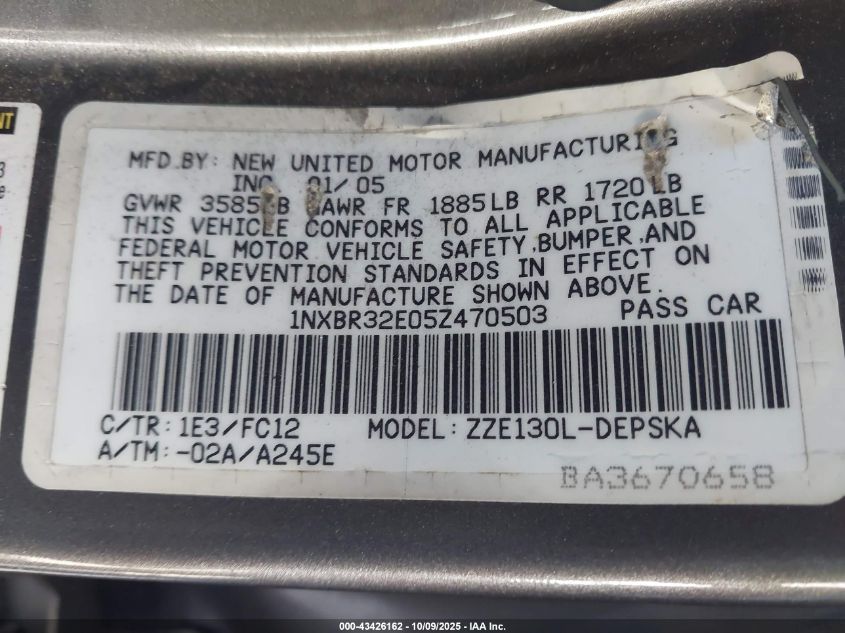 NT
3
e
MFD.BY: NEW UNITED MOTOR MANUFACTURING
INC 01/05
GVWR 3585LB GAWR FR 1885LB RR 1720LB
THIS VEHICLE CONFORMS TO ALL APPLICABLE
FEDERAL MOTOR VEHICLE SAFETY,BUMPER,AND
THEFT PREVENTION STANDARDS IN EFFECT ON
THE DATE OF MANUFACTURE SHOWN ABOVE.
1NXBR32E05Z470503 PASS CAR
C/TR:1E3/FC12 MODEL:ZZE130L-DEPSKA
A/TM:-02A/A245E
BA3670658
000-43426162 - 10/09/2025 - IAA Inc.